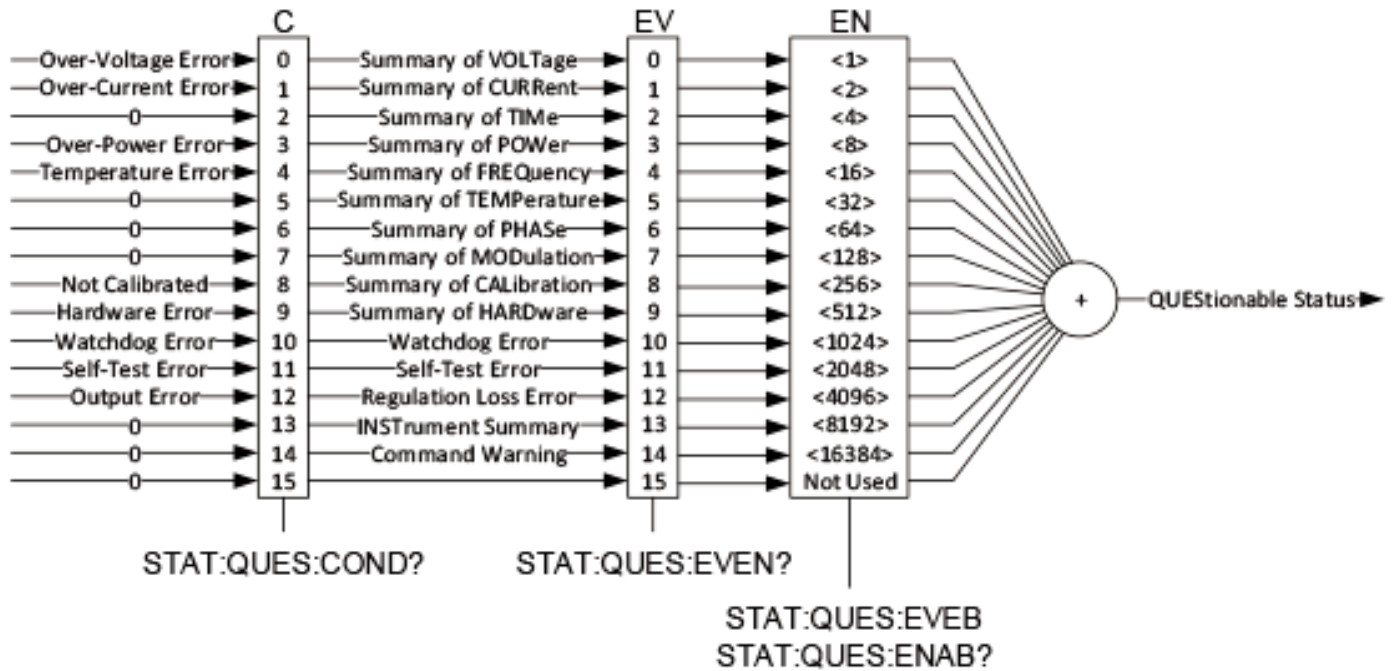 C EV EN
Over-Voltage Error 0 Summary of VOLTage 0 <1>
Over-Current Error 1 Summary of CURRent 1 <2>
0 2 Summary of TIMe 2 <4>
Over-Power Error 3 Summary of POWer 3 <8>
Temperature Error 4 Summary of FREQuency 4 <16>
0 5 Summary of TEMPerature 5 <32>
0 6 Summary of PHASe 6 <64>
0 7 Summary of MODulation 7 <128>
Not Calibrated 8 Summary of CALibration 8 <256>
Hardware Error 9 Summary of HARDware 9 <512>
+ QUEStionable Status
Watchdog Error 10 Watchdog Error 10 <1024>
Self-Test Error 11 Self-Test Error 11 <2048>
Output Error 12 Regulation Loss Error 12 <4096>
0 13 INSTrument Summary 13 <8192>
0 14 Command Warning 14 <16384>
0 15 15 Not Used
STAT:QUES:COND? STAT:QUES:EVEN?
STAT:QUES:EVEB
STAT:QUES:ENAB?